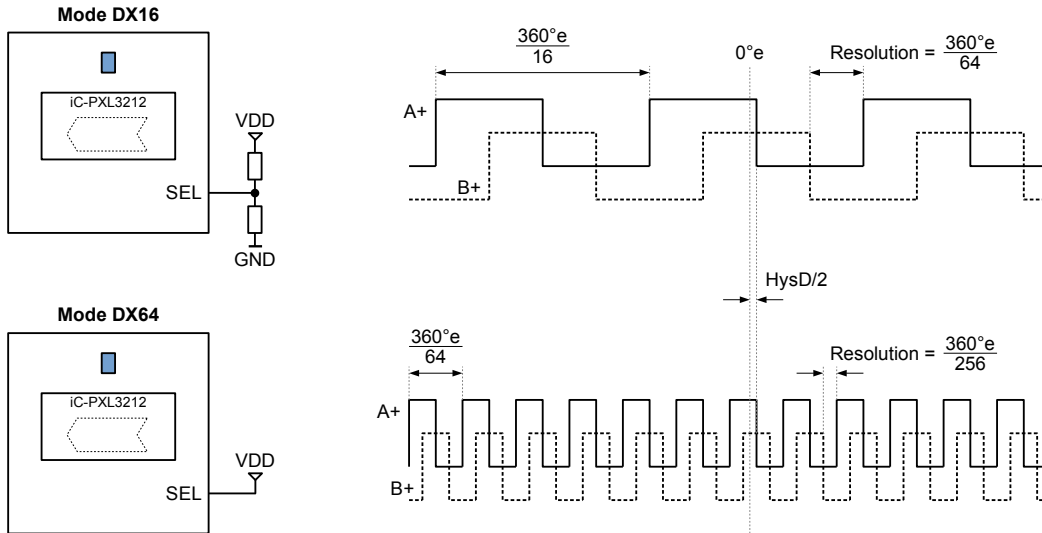 Mode DX16
iC-PXL3212
VDD
SEL
GND
360°e
16
0°e
Resolution = 360°e
64
A+
B+
HysD/2
Mode DX64
iC-PXL3212
VDD
SEL
360°e
64
Resolution = 360°e
256
A+
B+